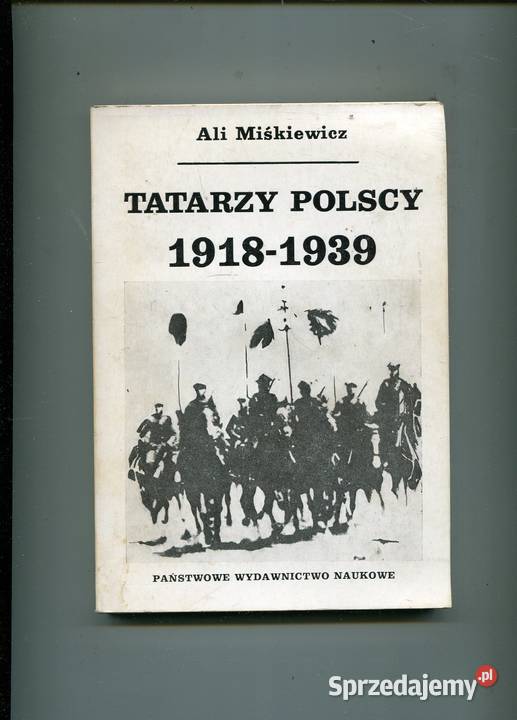 Ali Miśkiewicz
TATARZY POLSCY
1918-1939
PAŃSTWOWE WYDAWNICTWO NAUKOWE
Sprzedajemy.pl